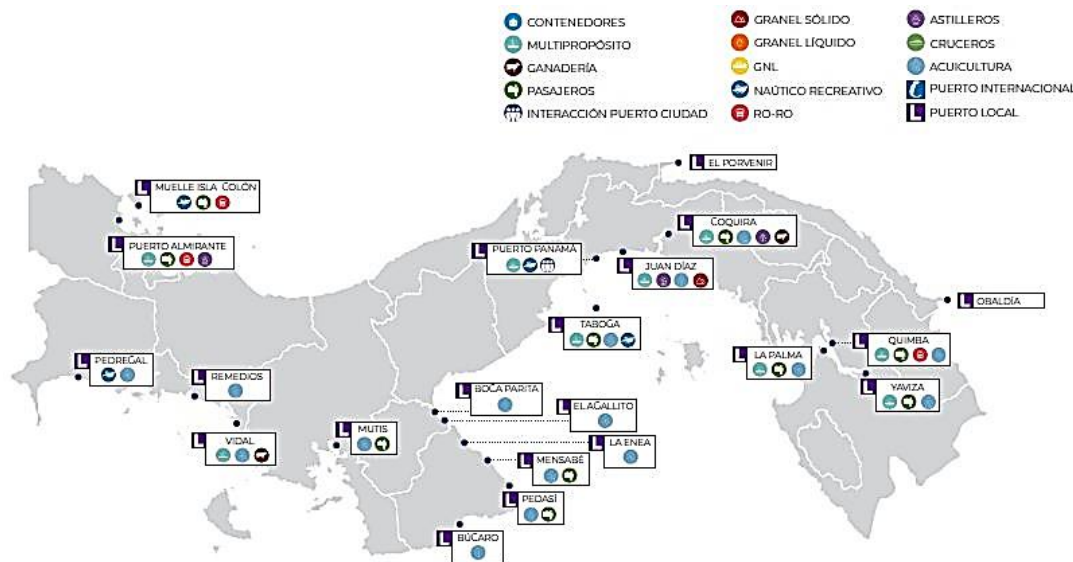 CONTENEDORES
MULTIPROPÓSITO
GANADERÍA
PASAJEROS
INTERACCIÓN PUERTO CIUDAD
GRANEL SÓLIDO
GRANEL LÍQUIDO
GNL
NAÚTICO RECREATIVO
RO-RO
ASTILLEROS
CRUCEROS
ACUICULTURA
PUERTO INTERNACIONAL
L PUERTO LOCAL
L EL PORVENIR
L MUELLE ISLA COLÓN
L COQUIRA
L PUERTO ALMIRANTE
L PUERTO PANAMÁ
L JUAN DÍAZ
L OBALDÍA
L TABOGA
L QUIMBA
L LA PALMA
L PEDREGAL
L REMEDIOS
L YAVIZA
L BOGA PARITA
L EL AGALLITO
L MUTIS
L VIDAL
L LA ENEA
L MENSABÉ
L PEDASÍ
L BÚCARO